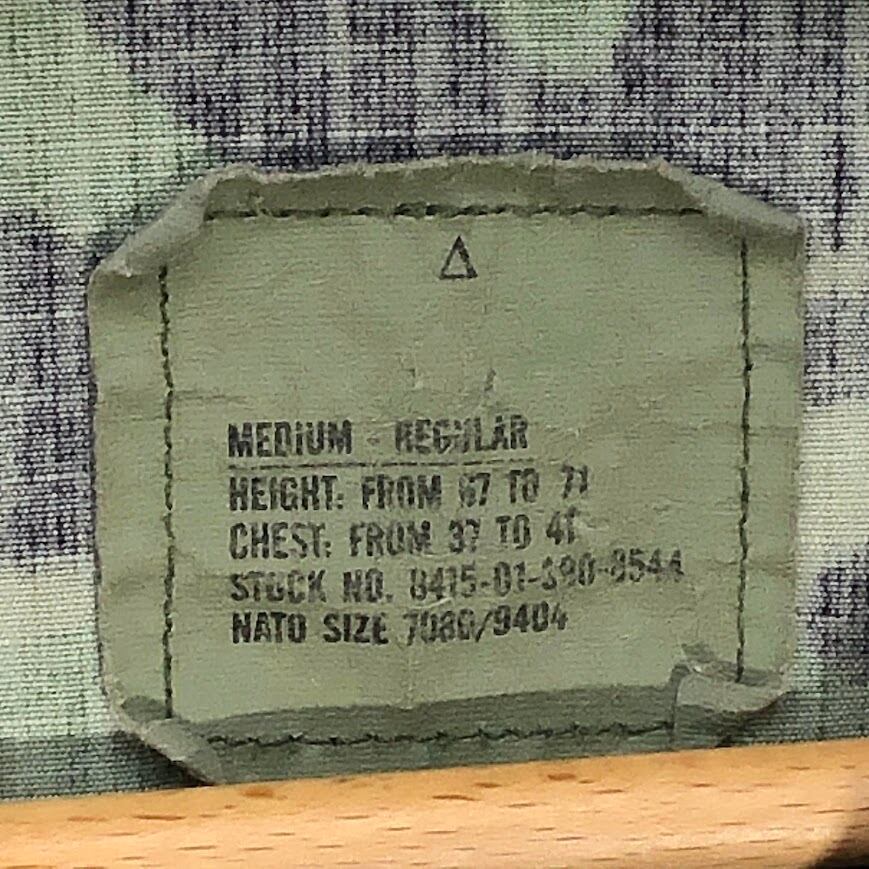 MEDIUM - REGULAR
HEIGHT: FROM 67 TO 71
CHEST: FROM 37 TO 41
STOCK NO. 8415-01-390-8544
NATO SIZE 7080/9404